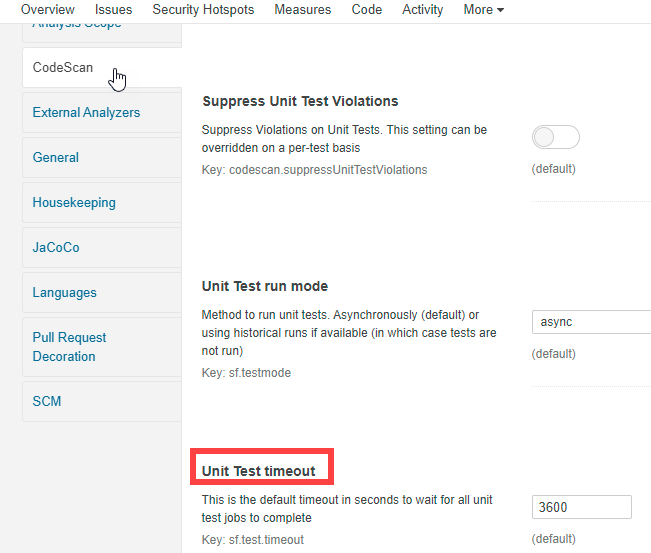 Overview Issues Security Hotspots Measures Code Activity More
Analysis Scope
CodeScan
External Analyzers
General
Housekeeping
JaCoCo
Languages
Pull Request
Decoration
SCM
Suppress Unit Test Violations
Suppress Violations on Unit Tests. This setting can be
overridden on a per-test basis
Key: codescan.suppressUnitTestViolations
(default)
Unit Test run mode
Method to run unit tests. Asynchronously (default) or
using historical runs if available (in which case tests are
not run)
Key: sf.testmode
async
(default)
Unit Test timeout
This is the default timeout in seconds to wait for all unit
test jobs to complete
Key: sf.test.timeout
3600
(default)